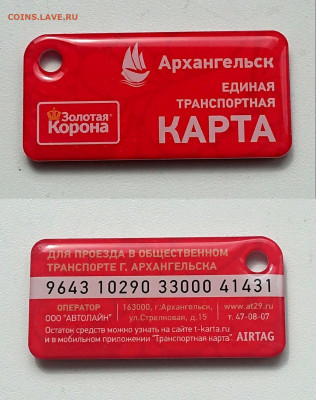 COINS.LAVE.RU
Архангельск
ЕДИНАЯ
ТРАНСПОРТНАЯ
КАРТА
Золотая
Корона
ДЛЯ ПРОЕЗДА В ОБЩЕСТВЕННОМ
ТРАНСПОРТЕ Г. АРХАНГЕЛЬСКА
9643 10290 33000 41431
ОПЕРАТОР
ООО "АВТОЛАЙН"
163000, г.Архангельск,
ул.Стрелковая, д.15
www.at29.ru
т. 47-08-07
Остаток средств можно узнать на сайте t-karta.ru
и в мобильном приложении "Транспортная карта"
AIRTAG